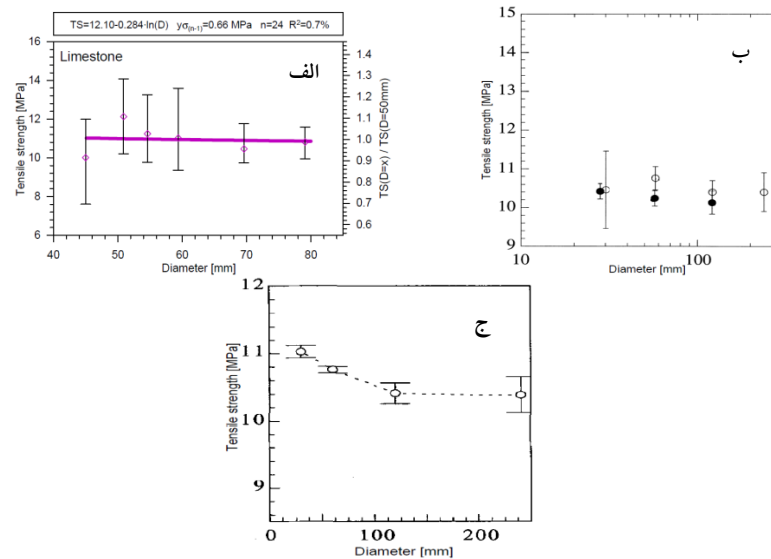 TS=12.10-0.284·ln(D) yσ(n-1)=0.66 MPa n=24 R²=0.7%
Limestone
الف
Tensile strength [MPa]
16
14
12
10
8
6
40 50 60 70 80
Diameter [mm]
1.4
1.3
1.2
1.1
1.0
0.9
0.8
0.7
0.6
TS(D=x) / TS(D=50mm)
ب
Tensile strength [MPa]
15
14
13
12
11
10
9
10 100
Diameter [mm]
ج
Tensile strength [MPa]
12
11
10
9
0 100 200
Diameter [mm]